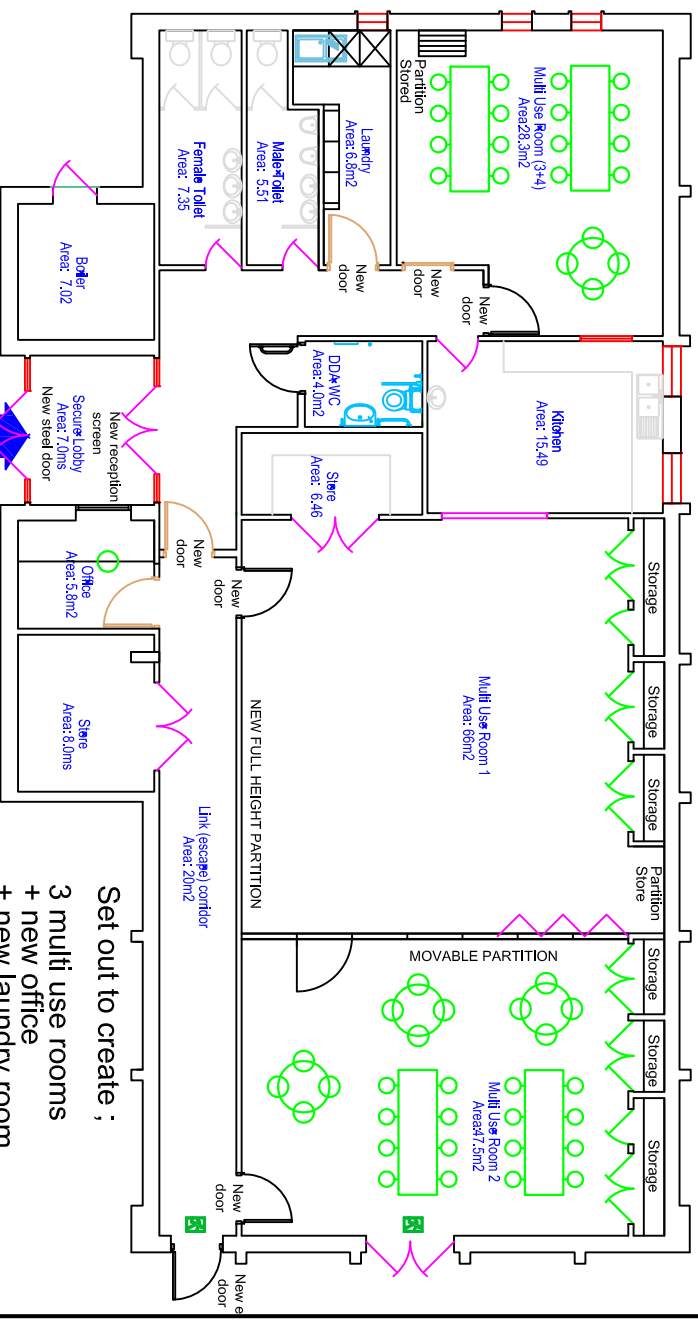 Partition
Stored
Multi Use Room (3+4)
Area28.3m2
Laundry
Area: 6.8m2
Male Toilet
Area: 5.51
Female Toilet
Area: 7.35
Boiler
Area: 7.02
New
door
New
door
New
door
DDA WC
Area: 4.0m2
Kitchen
Area: 15.49
Store
Area: 6.46
New reception
screen
Secure Lobby
Area: 7.0ms
New steel door
New
door
New
door
Office
Area: 5.8m2
Store
Area: 8.0ms
Storage
Storage
Storage
Partition
Store
Multi Use Room 1
Area: 66m2
NEW FULL HEIGHT PARTITION
Link (escape) corridor
Area: 20m2
MOVABLE PARTITION
Storage
Storage
Storage
Multi Use Room 2
Area:47.5m2
New
door
New e
door
Set out to create ;
3 multi use rooms
+ new office
+ new laundry room